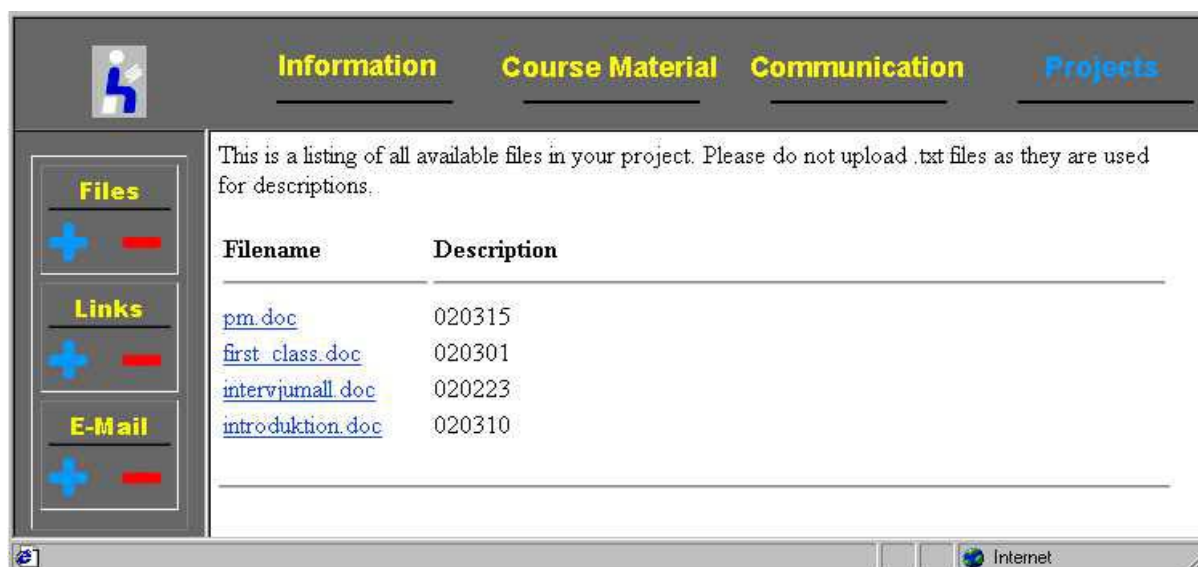 Information Course Material Communication Projects
This is a listing of all available files in your project. Please do not upload .txt files as they are used
for descriptions.
Files
Links
E-Mail
Filename Description
pm.doc 020315
first_class.doc 020301
intervjumall.doc 020223
introduktion.doc 020310
Internet